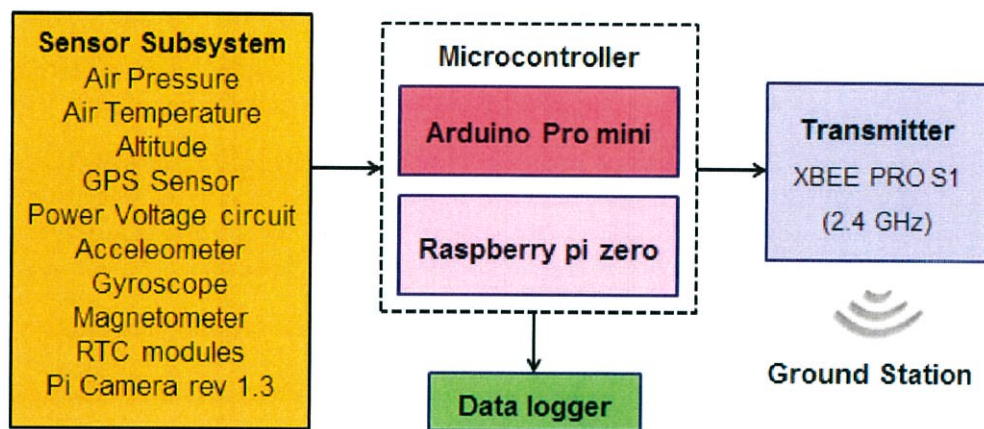 Sensor Subsystem
Air Pressure
Air Temperature
Altitude
GPS Sensor
Power Voltage circuit
Acceleometer
Gyroscope
Magnetometer
RTC modules
Pi Camera rev 1.3
Microcontroller
Arduino Pro mini
Raspberry pi zero
Data logger
Transmitter
XBEE PRO S1
(2.4 GHz)
Ground Station